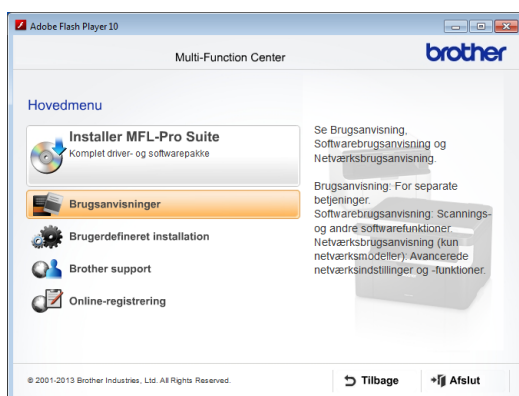 Adobe Flash Player 10
Multi-Function Center
brother
Hovedmenu
Installer MFL-Pro Suite
Komplet driver- og softwarepakke
Brugsanvisninger
Brugerdefineret installation
Brother support
Online-registrering
Se Brugsanvisning,
Softwarebrugsanvisning og
Netværksbrugsanvisning.
Brugsanvisning: For separate
betjeninger.
Softwarebrugsanvisning: Scannings-
og andre softwarefunktioner.
Netværksbrugsanvisning (kun
netværksmodeller): Avancerede
netværksindstillinger og -funktioner.
© 2001-2013 Brother Industries, Ltd. All Rights Reserved.
Tilbage
Afslut